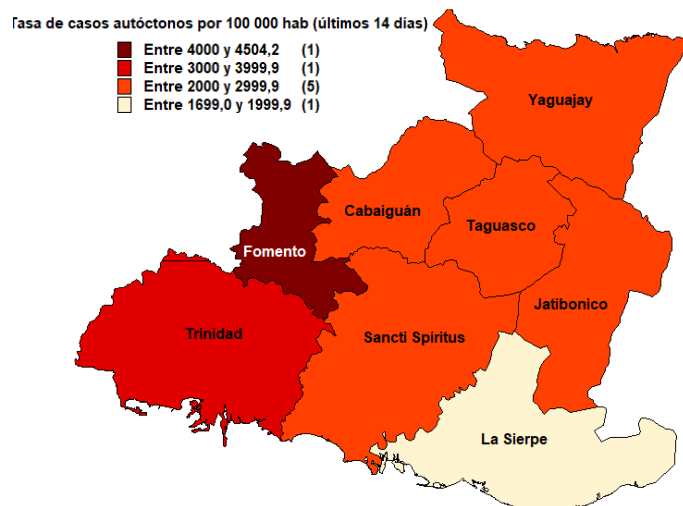 Tasa de casos autóctonos por 100 000 hab (últimos 14 días)
Entre 4000 y 4504,2 (1)
Entre 3000 y 3999,9 (1)
Entre 2000 y 2999,9 (5)
Entre 1699,0 y 1999,9 (1)
Yaguajay
Cabaiguán
Taguasco
Fomento
Jatibonico
Trinidad
Sancti Spíritus
La Sierpe